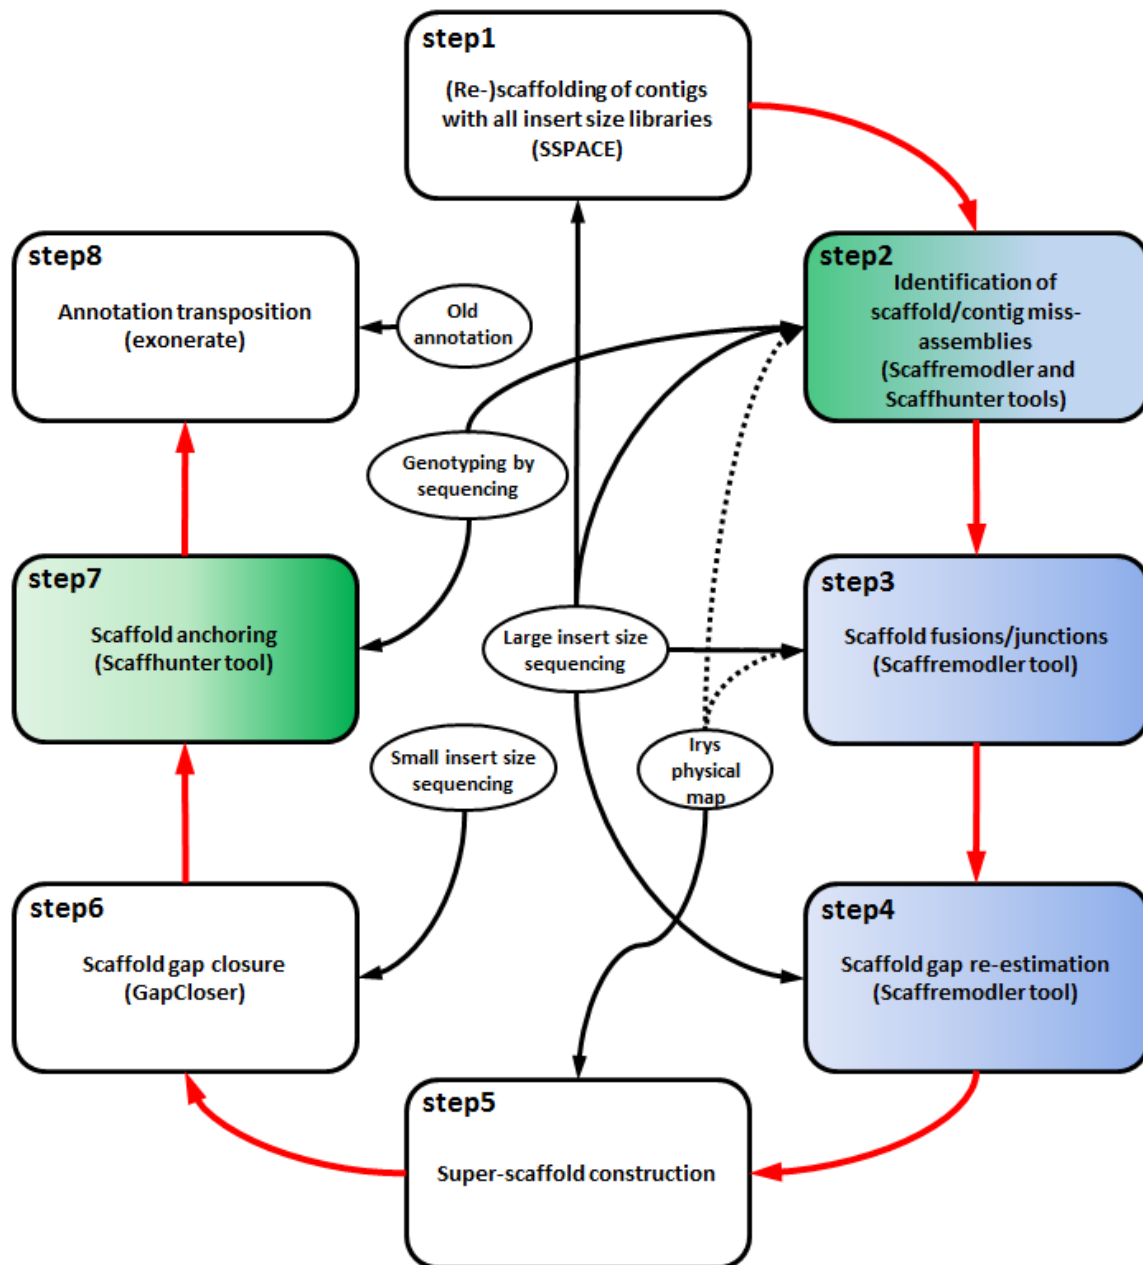 step1
(Re-)scaffolding of contigs
with all insert size libraries
(SSPACE)
step8
Annotation transposition
(exonerate)
Old
annotation
step2
Identification of
scaffold/contig miss-
assemblies
(Scaffremodler and
Scaffhunter tools)
Genotyping by
sequencing
step7
Scaffold anchoring
(Scaffhunter tool)
Large insert size
sequencing
step3
Scaffold fusions/junctions
(Scaffremodler tool)
Small insert size
sequencing
Irys
physical
map
step6
Scaffold gap closure
(GapCloser)
step4
Scaffold gap re-estimation
(Scaffremodler tool)
step5
Super-scaffold construction